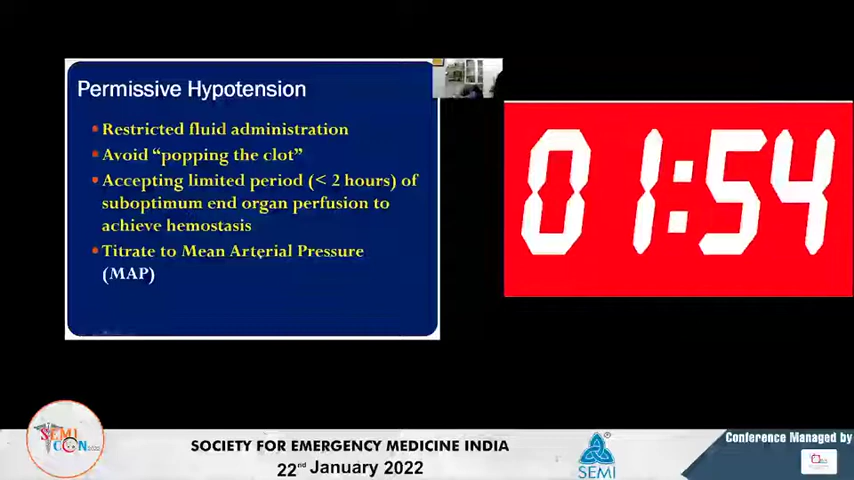 Permissive Hypotension
Restricted fluid administration
Avoid “popping the clot”
Accepting limited period (< 2 hours) of
suboptimum end organ perfusion to
achieve hemostasis
Titrate to Mean Arterial Pressure
(MAP)
01:54
SEMI
CON
SOCIETY FOR EMERGENCY MEDICINE INDIA
22nd January 2022
SEMI
Conference Managed by